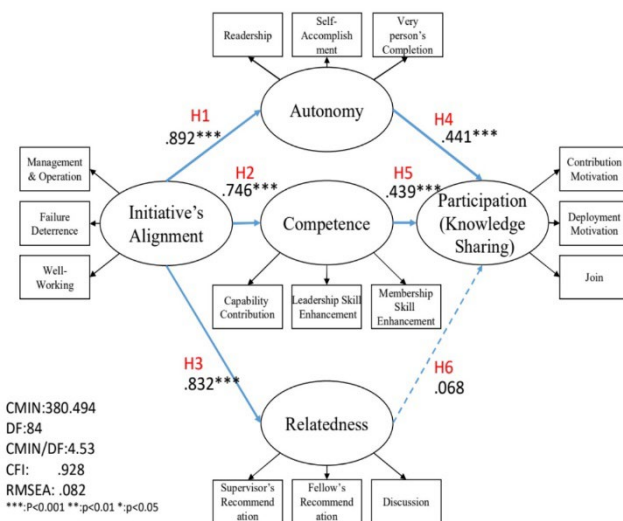 Readership
Self-
Accomplish
ment
Very
person's
Completion
Autonomy
H1
.892***
H4
.441***
Management
& Operation
Failure
Deterrence
Well-
Working
Initiative's
Alignment
H2
.746***
Competence
H5
.439***
Participation
(Knowledge
Sharing)
Contribution
Motivation
Deployment
Motivation
Join
Capability
Contribution
Leadership Skill
Enhancement
Membership
Skill
Enhancement
H3
.832***
H6
.068
Relatedness
Supervisor's
Recommend
ation
Fellow's
Recommend
ation
Discussion
CMIN:380.494
DF:84
CMIN/DF:4.53
CFI: .928
RMSEA: .082
***:P<0.001 **:p<0.01 *:p<0.05